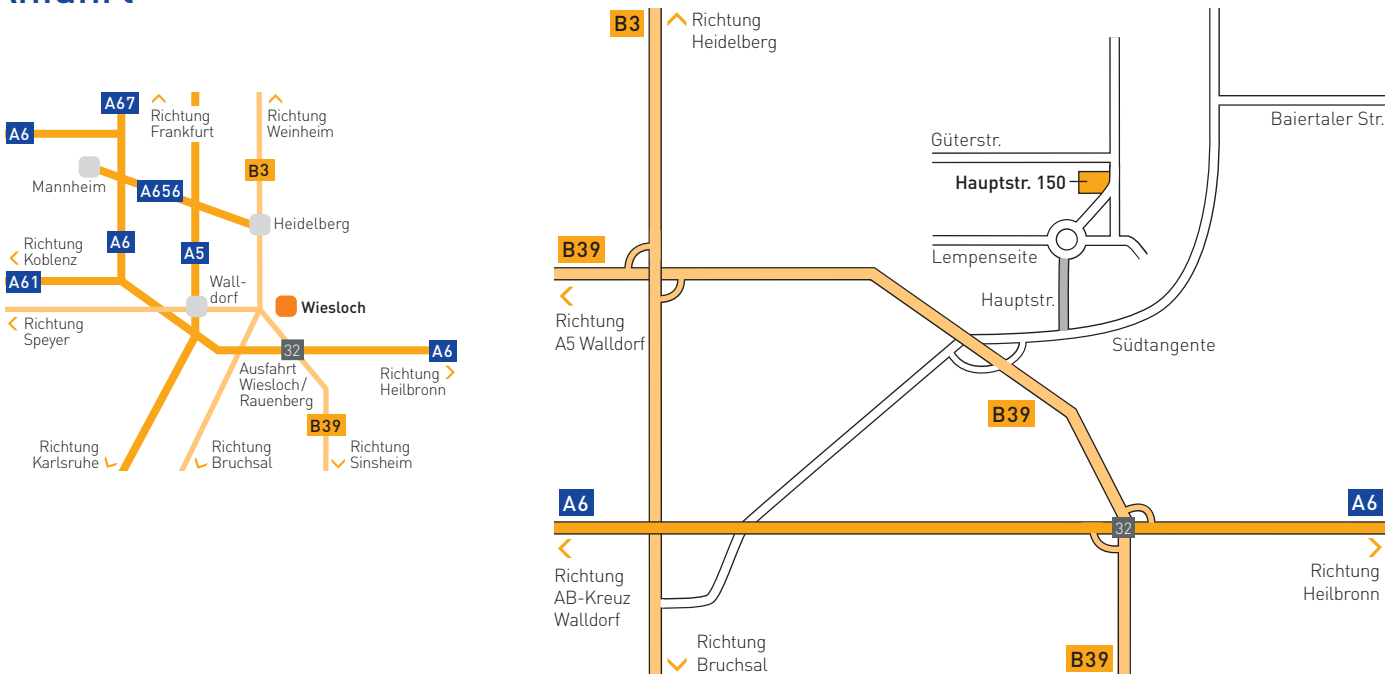 Anfahrt
A67
Richtung
Frankfurt
Richtung
Weinheim
A6
Mannheim
A656
B3
Heidelberg
Richtung
Koblenz
A6
A5
A61
Wall-
dorf
Wiesloch
Richtung
Speyer
32
A6
Ausfahrt
Wiesloch/
Rauenberg
Richtung
Heilbronn
B39
Richtung
Karlsruhe
Richtung
Bruchsal
Richtung
Sinsheim
B3
Richtung
Heidelberg
Baiertaler Str.
Güterstr.
Hauptstr. 150
B39
Lempenseite
Hauptstr.
Richtung
A5 Walldorf
Südtangente
B39
A6
A6
32
Richtung
AB-Kreuz
Walldorf
Richtung
Heilbronn
Richtung
Bruchsal
B39